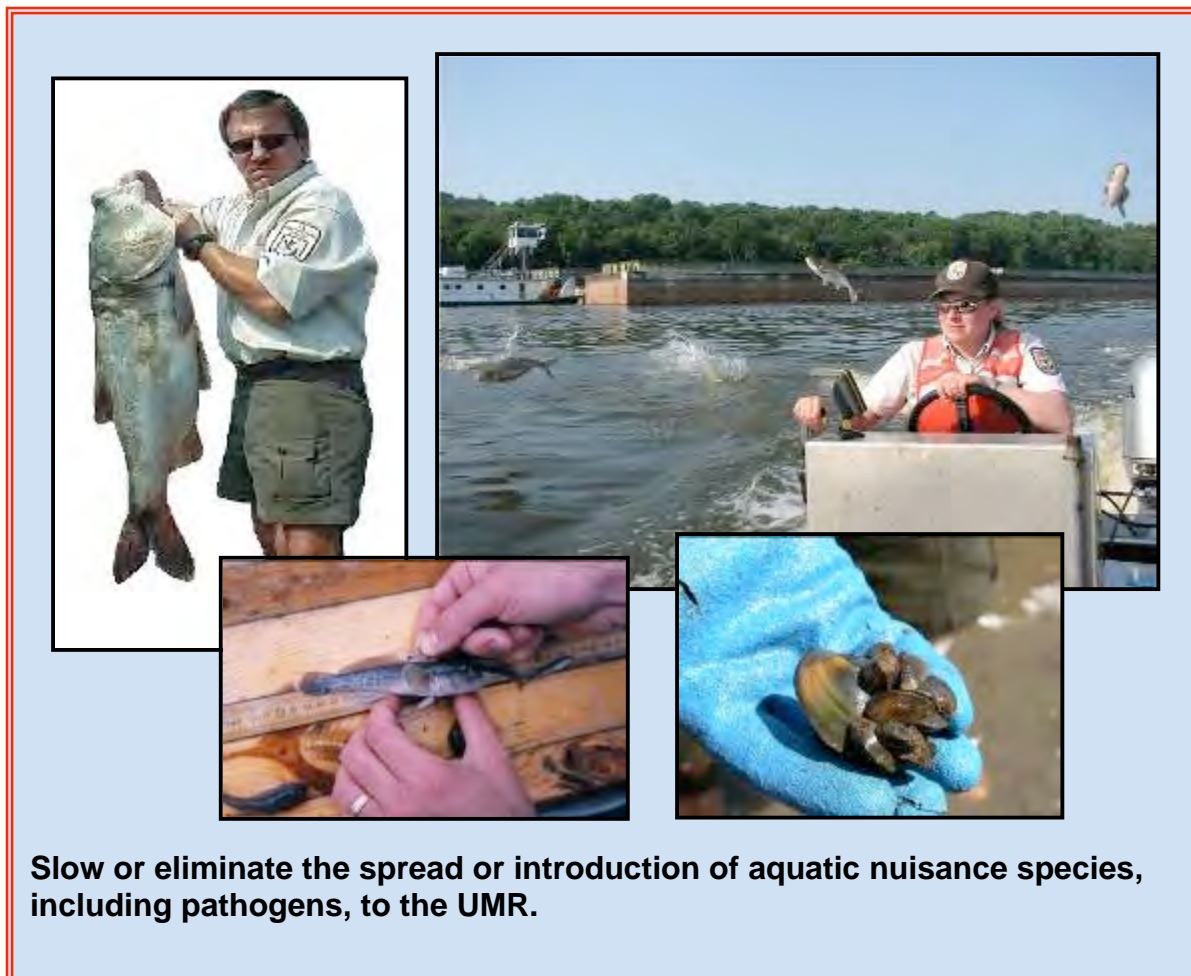 Slow or eliminate the spread or introduction of aquatic nuisance species,
including pathogens, to the UMR.